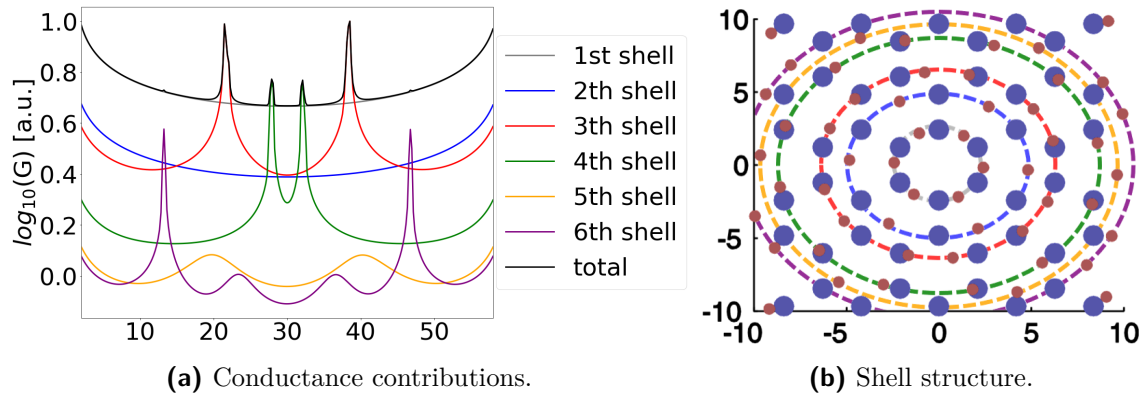 1.0
0.8
0.6
0.4
0.2
0.0
log10(G) [a.u.]
10 20 30 40 50
1st shell
2th shell
3th shell
4th shell
5th shell
6th shell
total
(a) Conductance contributions.
10
5
0
-5
-10
-10 -5 0 5 10
(b) Shell structure.